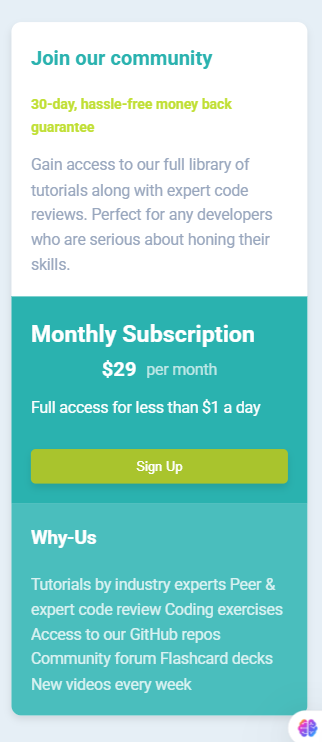 Join our community
30-day, hassle-free money back
guarantee
Gain access to our full library of
tutorials along with expert code
reviews. Perfect for any developers
who are serious about honing their
skills.
Monthly Subscription
$29 per month
Full access for less than $1 a day
Sign Up
Why-Us
Tutorials by industry experts Peer &
expert code review Coding exercises
Access to our GitHub repos
Community forum Flashcard decks
New videos every week